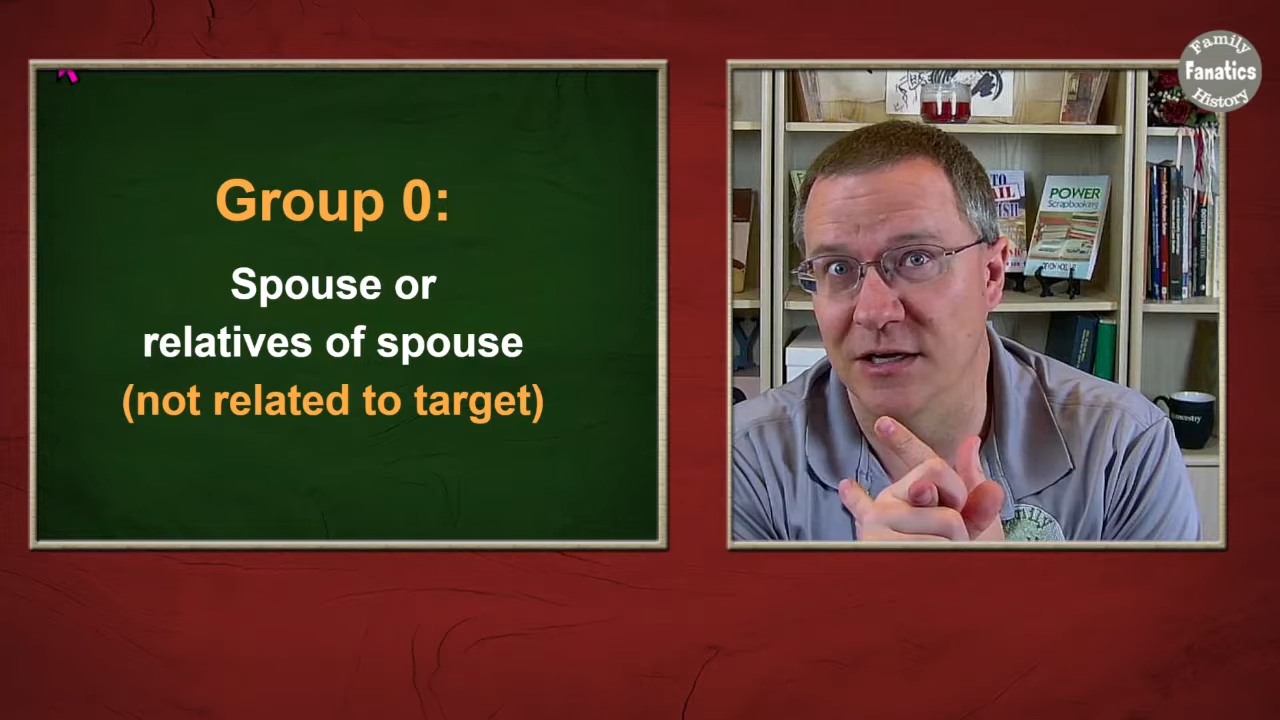 Group 0:
Spouse or
relatives of spouse
(not related to target)
Family
Fanatics
History
POWER
Scrapbooking